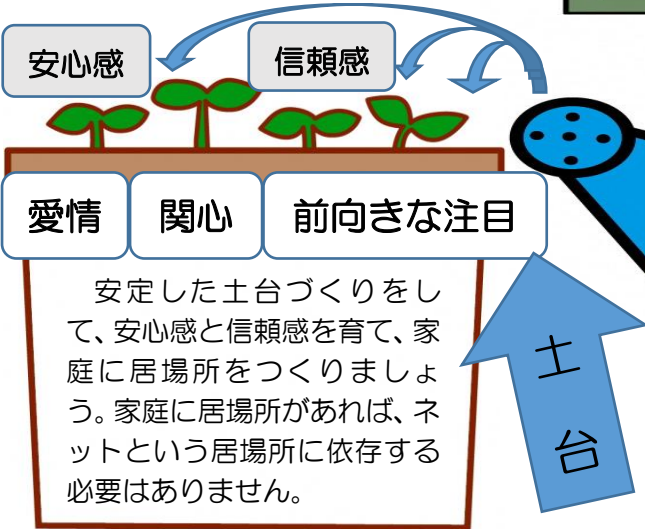 安心感
信頼感
愛情
関心
前向きな注目
安定した土台づくりをし
て、安心感と信頼感を育て、家
庭に居場所をつくりましょ
う。家庭に居場所があれば、ネ
ットという居場所に依存する
必要はありません。
土台